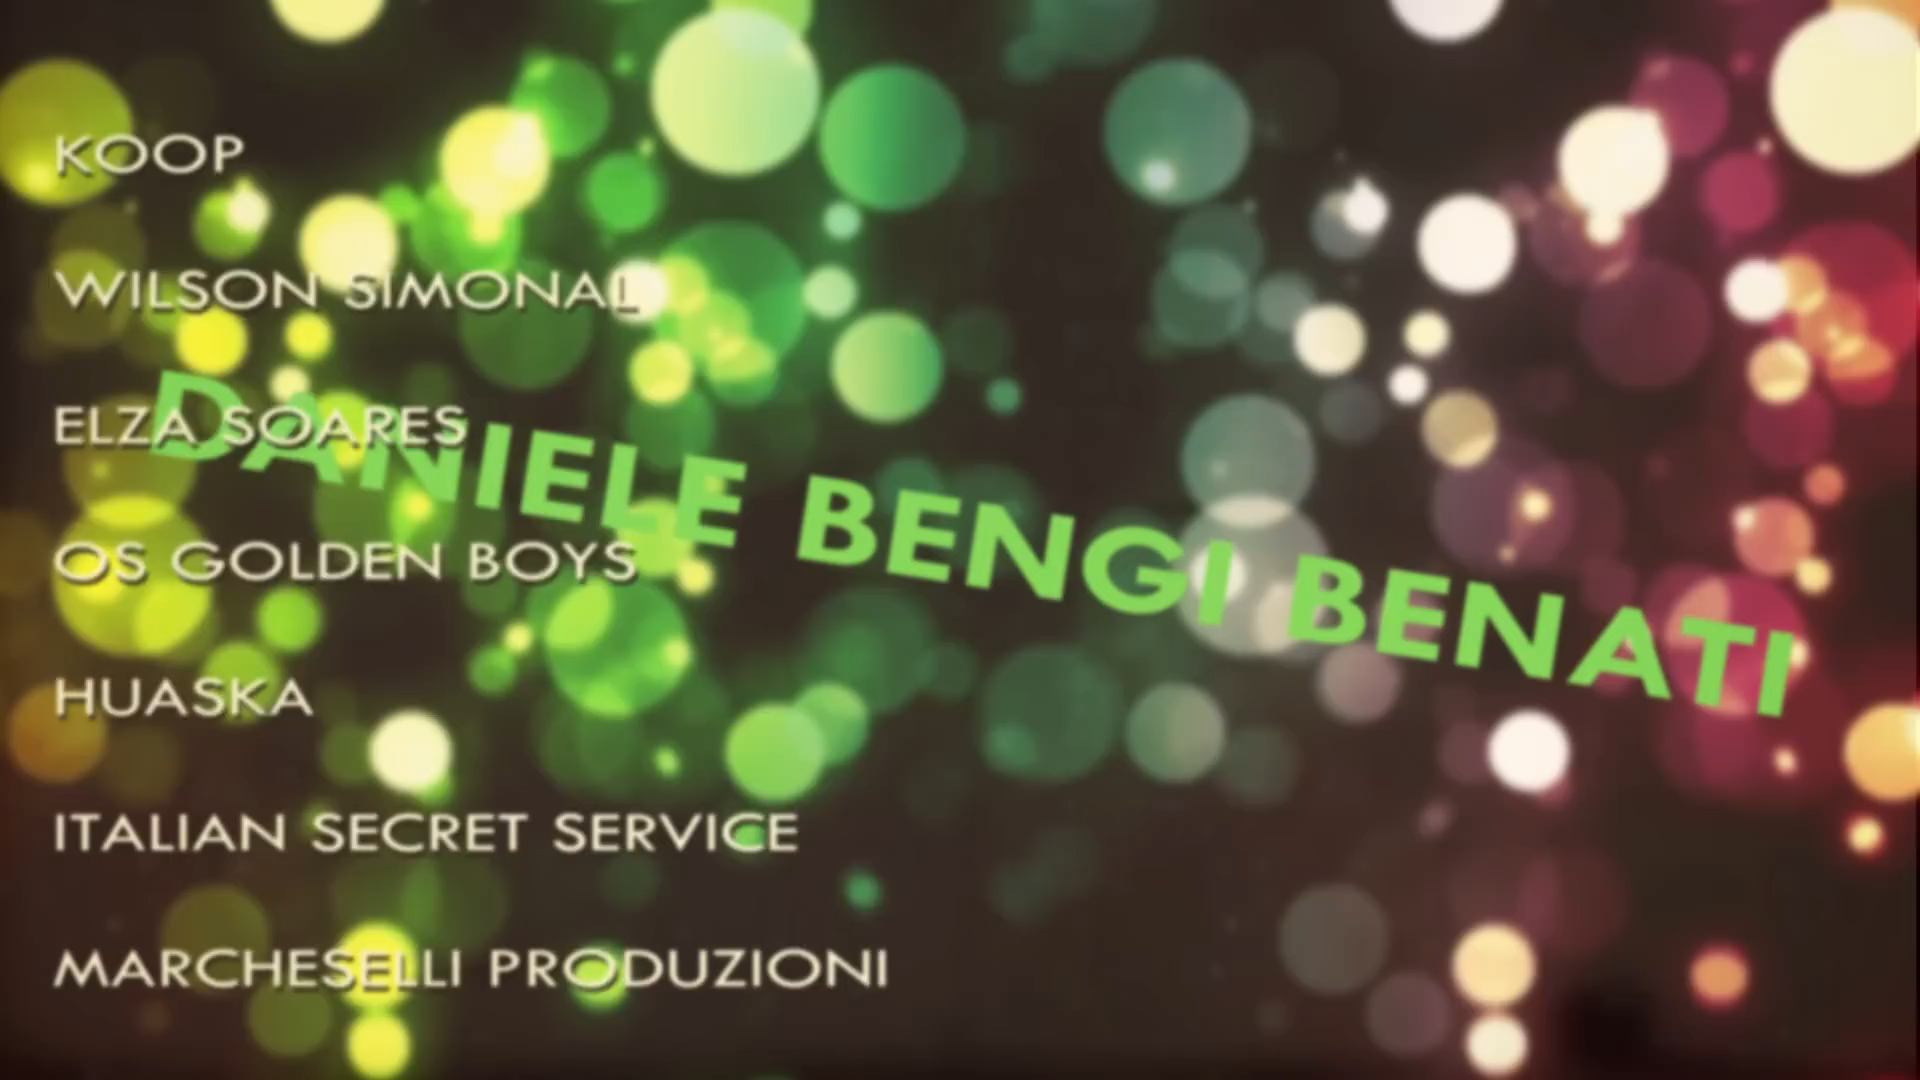 KOOP
WILSON SIMONAL
ELZA SOARES
DANIELE BENGI BENATI
OS GOLDEN BOYS
HUASKA
ITALIAN SECRET SERVICE
MARCHESELLI PRODUZIONI